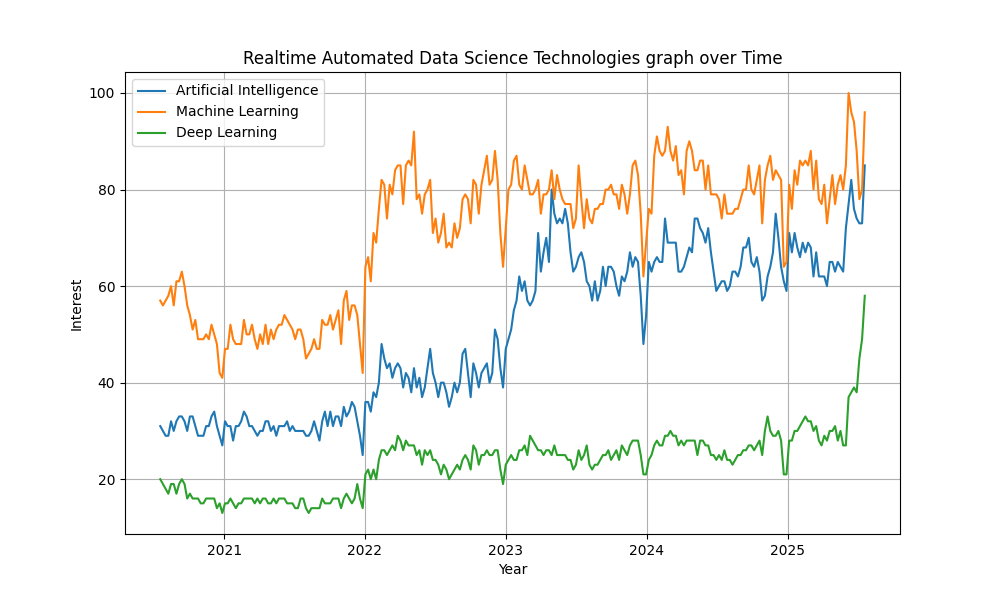 Realtime Automated Data Science Technologies graph over Time
Artificial Intelligence
Machine Learning
Deep Learning
100
80
60
40
20
Interest
2021 2022 2023 2024 2025
Year